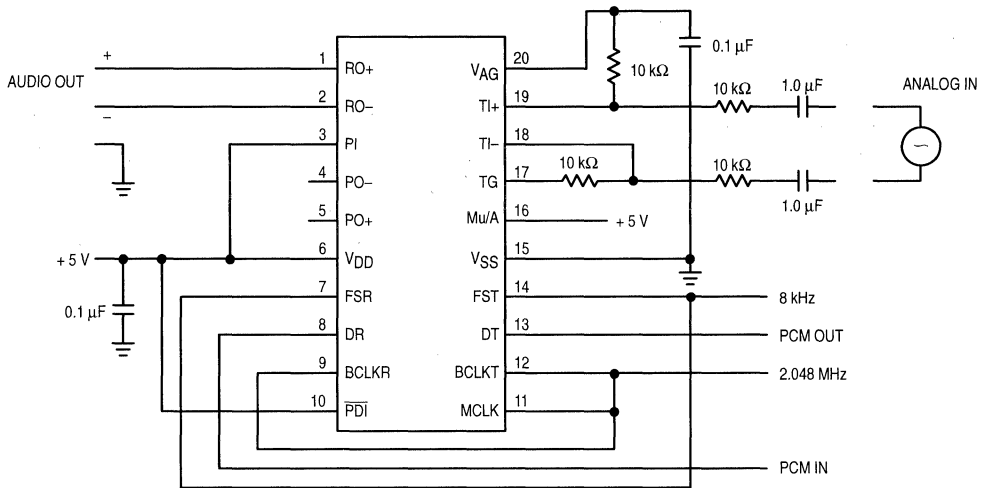 +
AUDIO OUT
−
1 RO+
2 RO−
3 PI
4 PO−
5 PO+
+ 5 V
6 VDD
7 FSR
0.1 µF
8 DR
9 BCLKR
10 PDI
VAG 20
TI+ 19
TI− 18
TG 17
Mu/A 16
+ 5 V
VSS 15
FST 14
8 kHz
DT 13
PCM OUT
BCLKT 12
2.048 MHz
MCLK 11
PCM IN
10 kΩ
0.1 µF
10 kΩ
1.0 µF
ANALOG IN
~
10 kΩ
10 kΩ
1.0 µF